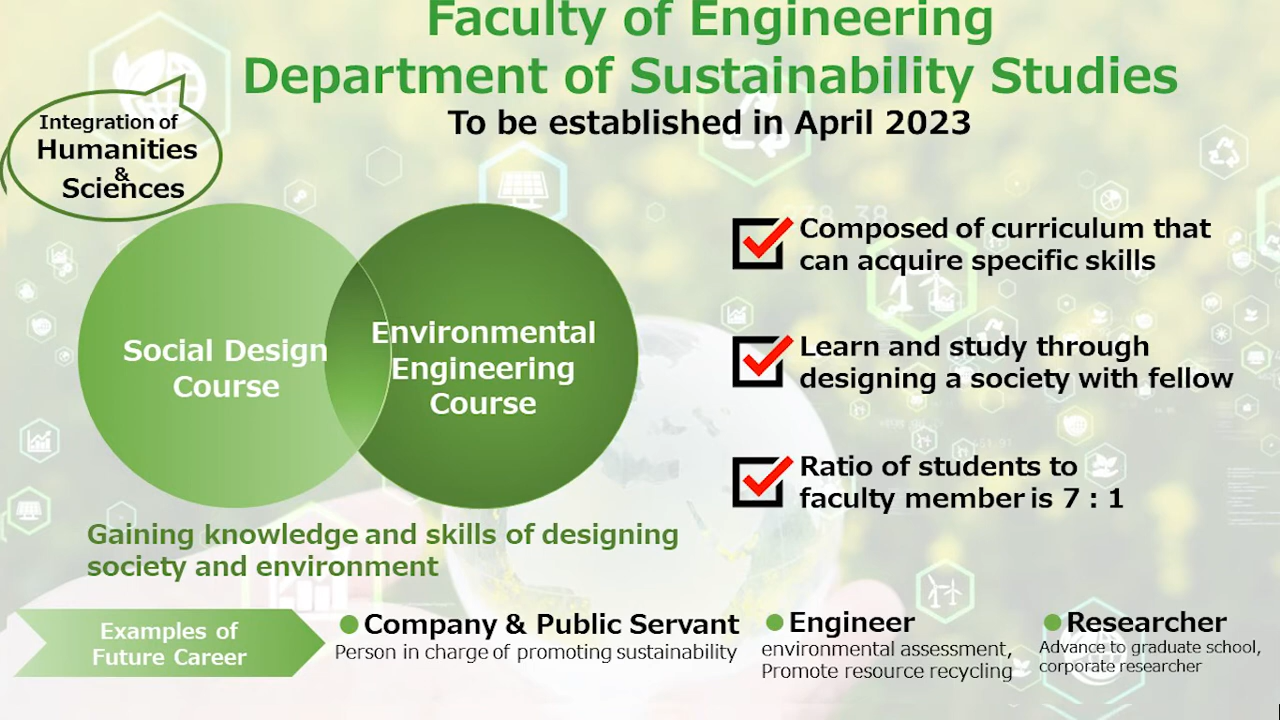 Faculty of Engineering
Department of Sustainability Studies
To be established in April 2023
Integration of
Humanities
&
Sciences
Social Design
Course
Environmental
Engineering
Course
Gaining knowledge and skills of designing
society and environment
Composed of curriculum that
can acquire specific skills
Learn and study through
designing a society with fellow
Ratio of students to
faculty member is 7 : 1
Examples of
Future Career
Company & Public Servant
Person in charge of promoting sustainability
Engineer
environmental assessment,
Promote resource recycling
Researcher
Advance to graduate school,
corporate researcher